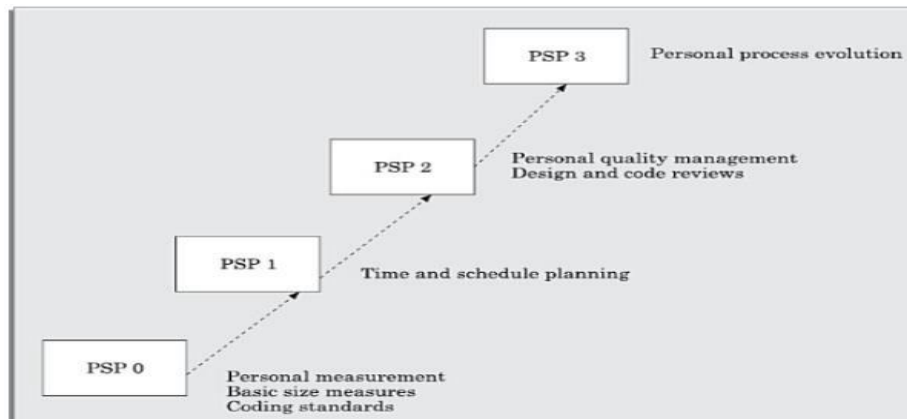 PSP 3
Personal process evolution
PSP 2
Personal quality management
Design and code reviews
PSP 1
Time and schedule planning
PSP 0
Personal measurement
Basic size measures
Coding standards